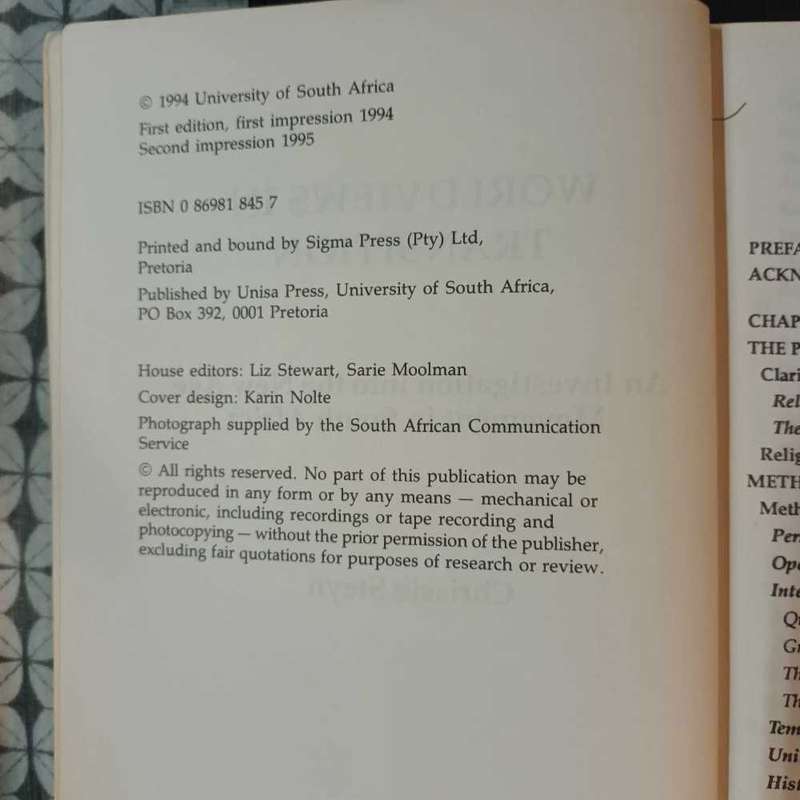 © 1994 University of South Africa
First edition, first impression 1994
Second impression 1995
ISBN 0 86981 845 7
Printed and bound by Sigma Press (Pty) Ltd,
Pretoria
Published by Unisa Press, University of South Africa,
PO Box 392, 0001 Pretoria
House editors: Liz Stewart, Sarie Moolman
Cover design: Karin Nolte
Photograph supplied by the South African Communication
Service
© All rights reserved. No part of this publication may be
reproduced in any form or by any means — mechanical or
electronic, including recordings or tape recording and
photocopying — without the prior permission of the publisher,
excluding fair quotations for purposes of research or review.
PREFA
ACKN
CHAP
THE P
Clari
Rel
The
Relig
METH
Meth
Per
Ope
Inte
Qu
Gr
Th
Th
Tem
Uni
Hist